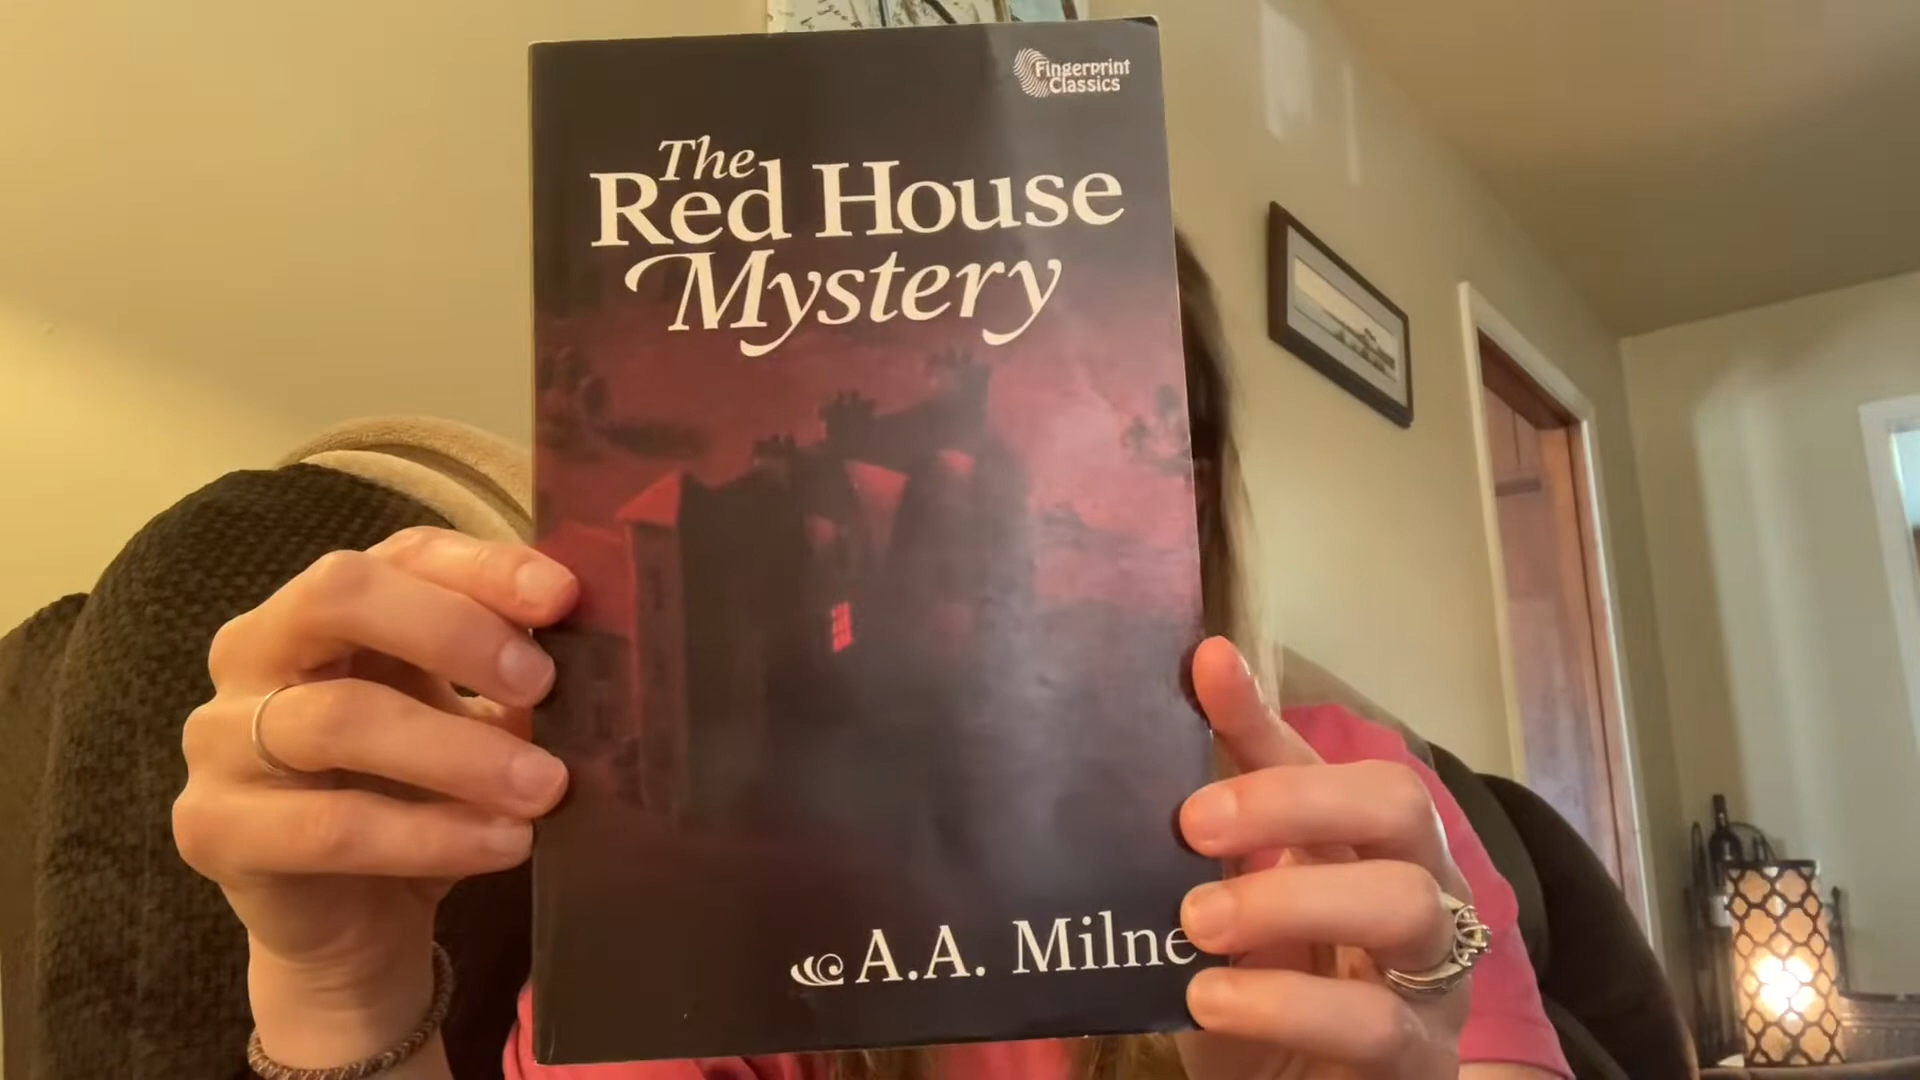 Fingerprint
Classics
The
Red House
Mystery
A.A. Milne